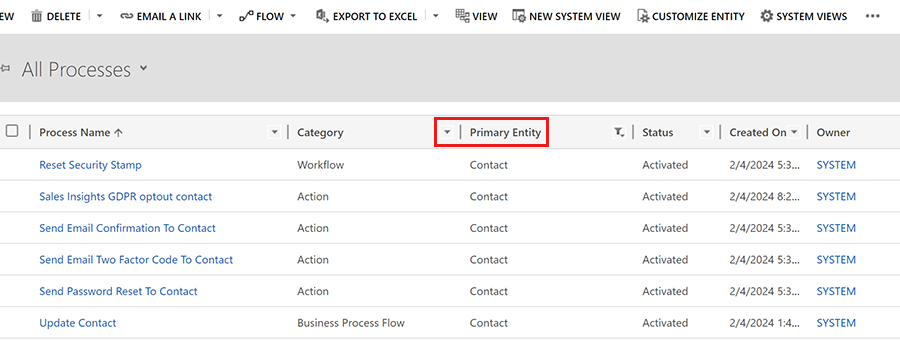 EW DELETE EMAIL A LINK FLOW EXPORT TO EXCEL VIEW NEW SYSTEM VIEW CUSTOMIZE ENTITY SYSTEM VIEWS
All Processes
Process Name Category Primary Entity Status Created On Owner
Reset Security Stamp Workflow Contact Activated 2/4/2024 5:3... SYSTEM
Sales Insights GDPR optout contact Action Contact Activated 2/4/2024 8:2... SYSTEM
Send Email Confirmation To Contact Action Contact Activated 2/4/2024 5:3... SYSTEM
Send Email Two Factor Code To Contact Action Contact Activated 2/4/2024 5:3... SYSTEM
Send Password Reset To Contact Action Contact Activated 2/4/2024 5:3... SYSTEM
Update Contact Business Process Flow Contact Activated 2/4/2024 1:4... SYSTEM